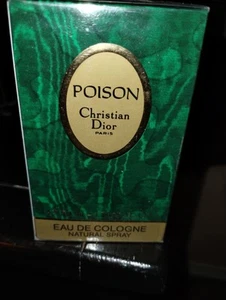 POISON
Christian
Dior
PARIS
EAU DE COLOGNE
NATURAL SPRAY